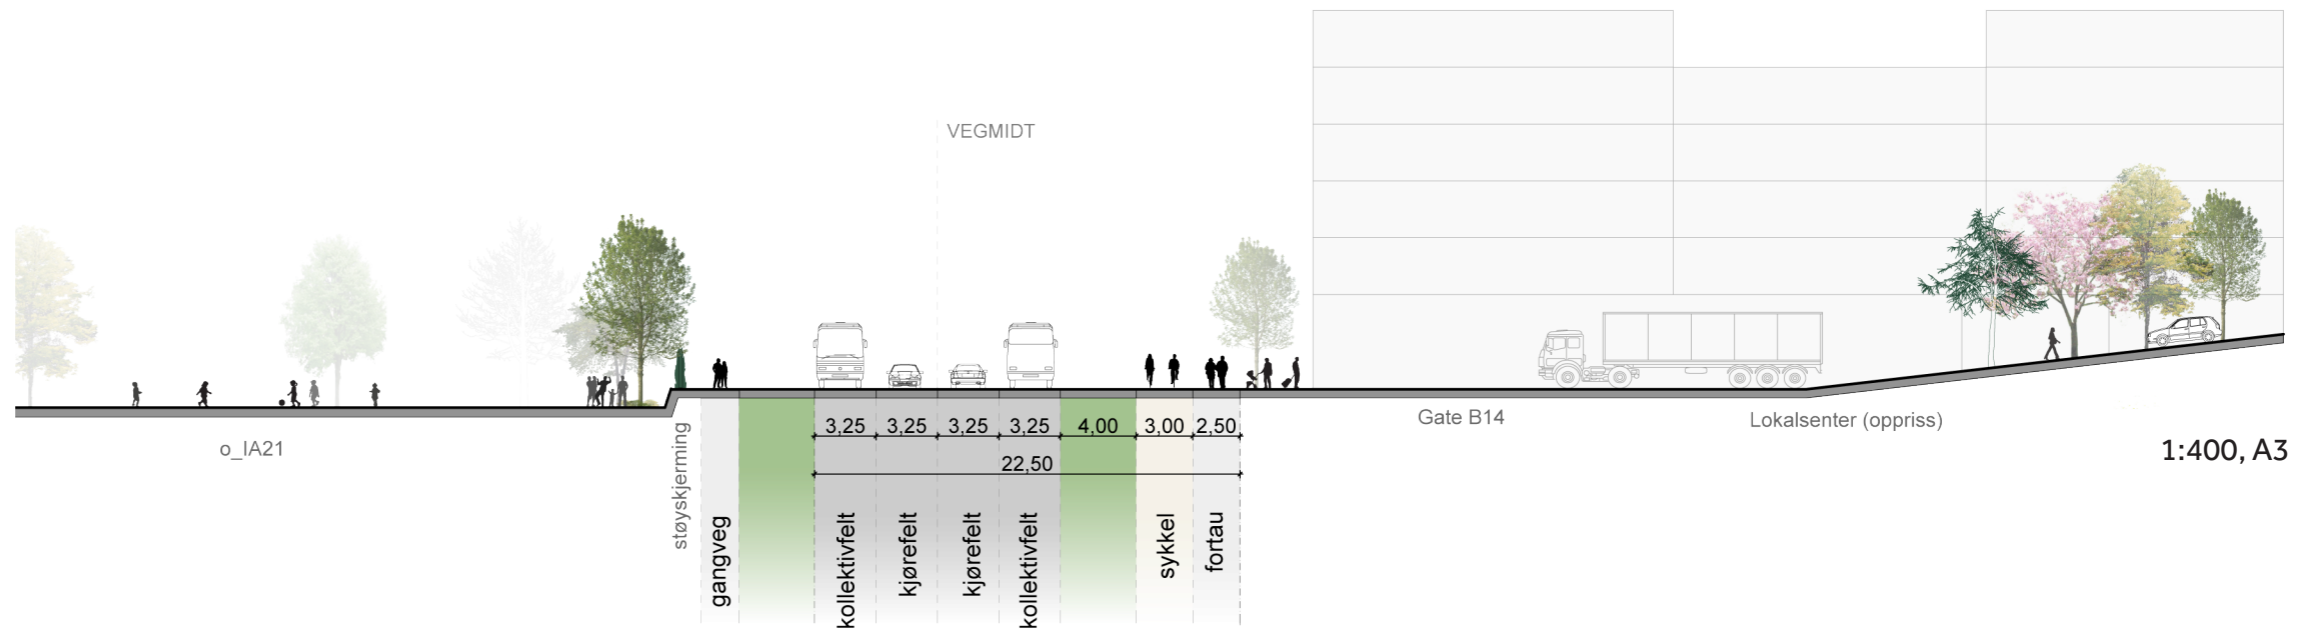 VEGMIDT
3,25 3,25 3,25 3,25 4,00 3,00 2,50
22,50
o_IA21
støyskjerming
gangveg
kollektivfelt
kjørefelt
kjørefelt
kollektivfelt
sykkel
fortau
Gate B14
Lokalsenter (oppriss)
1:400, A3